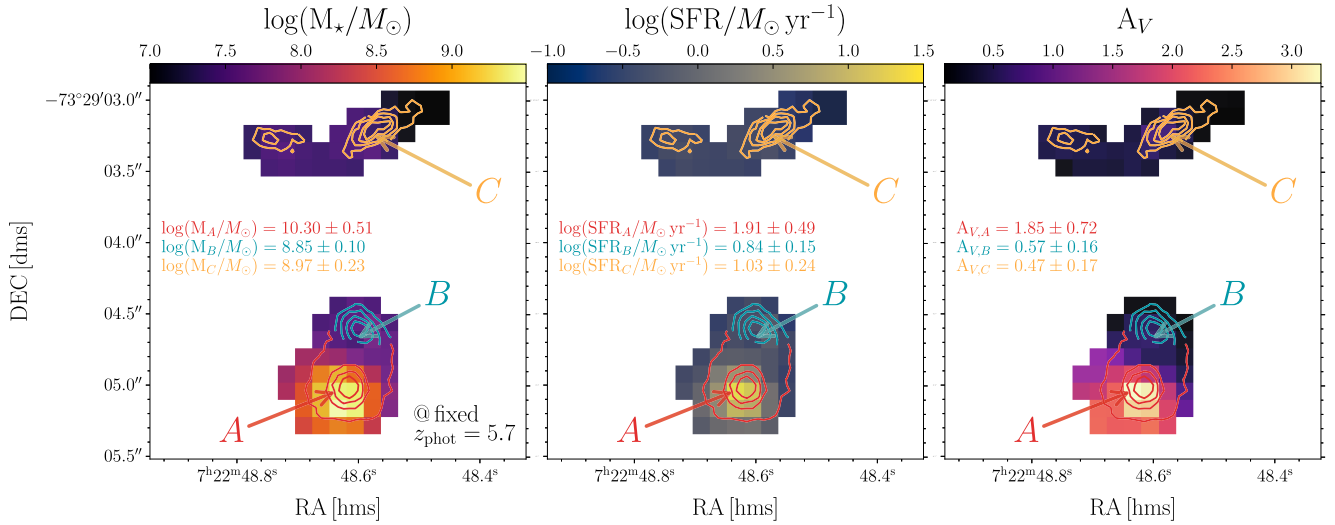 log(M⋆/M⊙)
7.0 7.5 8.0 8.5 9.0
log(SFR/M⊙ yr⁻¹)
−1.0 −0.5 0.0 0.5 1.0 1.5
A_V
0.5 1.0 1.5 2.0 2.5 3.0
DEC [dms]
−73°29′03.0″
03.5″
04.0″
04.5″
05.0″
05.5″
C
log(M_A/M⊙) = 10.30 ± 0.51
log(M_B/M⊙) = 8.85 ± 0.10
log(M_C/M⊙) = 8.97 ± 0.23
B
A
@ fixed
z_phot = 5.7
7ʰ22ᵐ48.8ˢ 48.6ˢ 48.4ˢ
RA [hms]
C
log(SFR_A/M⊙ yr⁻¹) = 1.91 ± 0.49
log(SFR_B/M⊙ yr⁻¹) = 0.84 ± 0.15
log(SFR_C/M⊙ yr⁻¹) = 1.03 ± 0.24
B
A
7ʰ22ᵐ48.8ˢ 48.6ˢ 48.4ˢ
RA [hms]
C
A_V,A = 1.85 ± 0.72
A_V,B = 0.57 ± 0.16
A_V,C = 0.47 ± 0.17
B
A
7ʰ22ᵐ48.8ˢ 48.6ˢ 48.4ˢ
RA [hms]